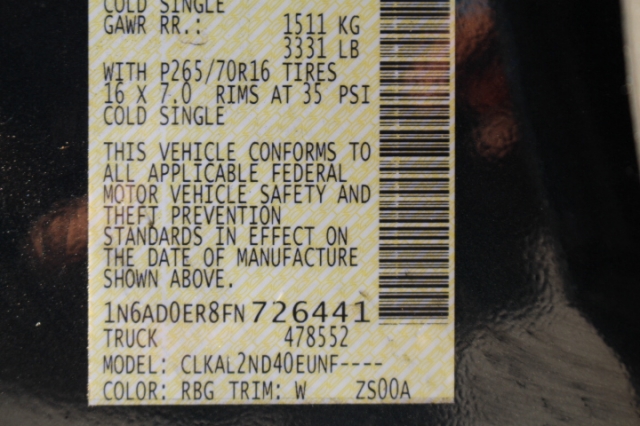 COLD SINGLE
GAWR RR.: 1511 KG
3331 LB
WITH P265/70R16 TIRES
16 X 7.0 RIMS AT 35 PSI
COLD SINGLE
THIS VEHICLE CONFORMS TO
ALL APPLICABLE FEDERAL
MOTOR VEHICLE SAFETY AND
THEFT PREVENTION
STANDARDS IN EFFECT ON
THE DATE OF MANUFACTURE
SHOWN ABOVE.
1N6AD0ER8FN726441
TRUCK 478552
MODEL: CLKAL2ND40EUNF----
COLOR: RBG TRIM: W ZS00A